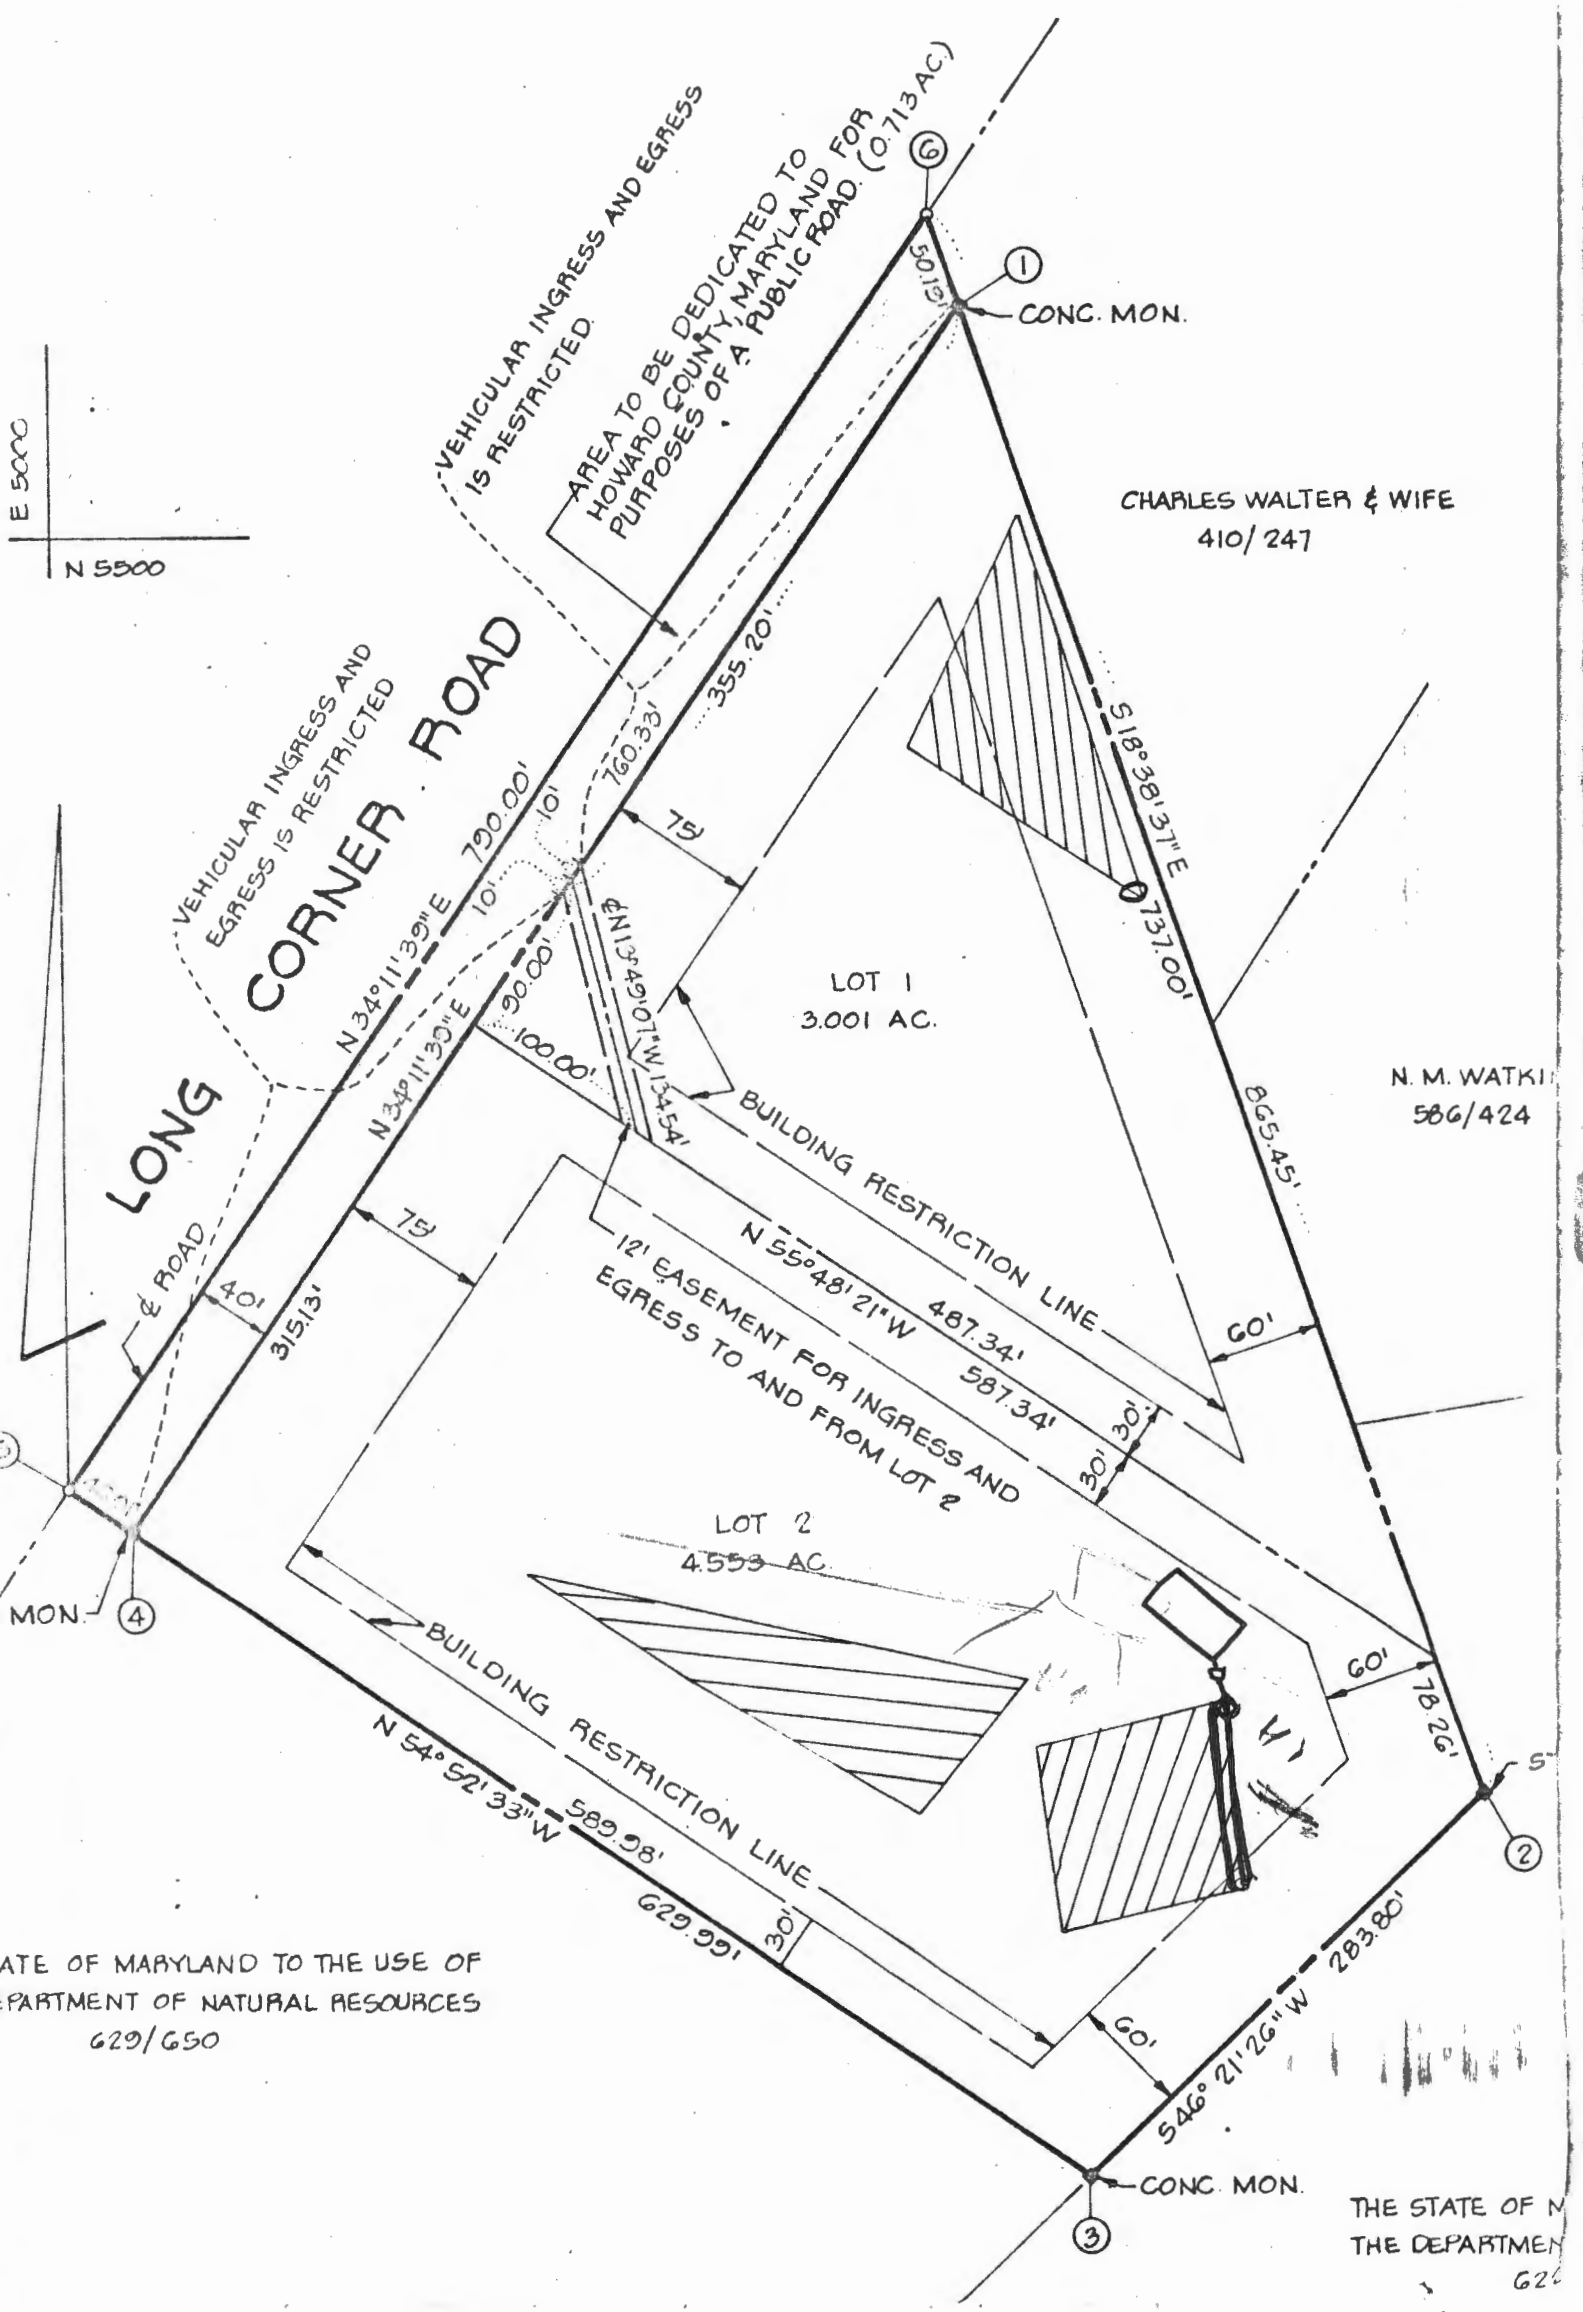 VEHICULAR INGRESS AND EGRESS
IS RESTRICTED.
AREA TO BE DEDICATED TO
HOWARD COUNTY, MARYLAND FOR
PURPOSES OF A PUBLIC ROAD. (0.713 AC)
6
50.19'
1
CONC. MON.
E 5000
N 5500
CHARLES WALTER & WIFE
410/247
VEHICULAR INGRESS AND
EGRESS IS RESTRICTED
LONG CORNER ROAD
355.20'
760.33'
790.00'
N 34° 11' 39" E
10'
10'
75'
S 18° 38' 37" E
737.00'
865.45'
LOT 1
3.001 AC.
N 34° 11' 39" E
90.00'
100.00'
℄ N 13° 49' 07" W 134.54'
N. M. WATKI
586/424
BUILDING RESTRICTION LINE
N 55° 48' 21" W
487.34'
587.34'
12' EASEMENT FOR INGRESS AND
EGRESS TO AND FROM LOT 2
75'
60'
30'
30'
℄ ROAD
40'
315.13'
MON.
4
LOT 2
4.553 AC.
BUILDING RESTRICTION LINE
60'
78.26'
2
N 54° 52' 33" W
589.98'
629.99'
30'
283.80'
S 46° 21' 26" W
60'
ATE OF MARYLAND TO THE USE OF
PARTMENT OF NATURAL RESOURCES
629/650
CONC. MON.
3
THE STATE OF M
THE DEPARTMEN
62